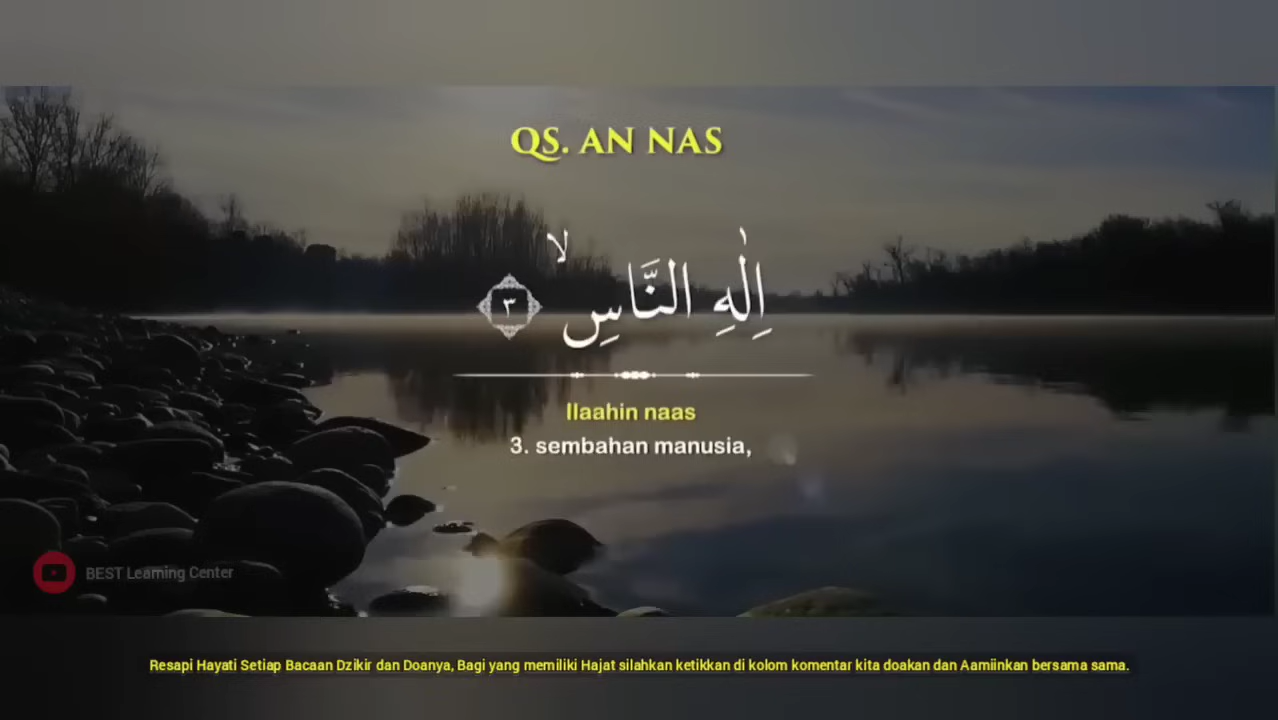 QS. AN NAS
اِلٰهِ النَّاسِۙ ٣
Ilaahin naas
3. sembahan manusia,
BEST Learning Center
Resapi Hayati Setiap Bacaan Dzikir dan Doanya, Bagi yang memiliki Hajat silahkan ketikkan di kolom komentar kita doakan dan Aamiinkan bersama sama.